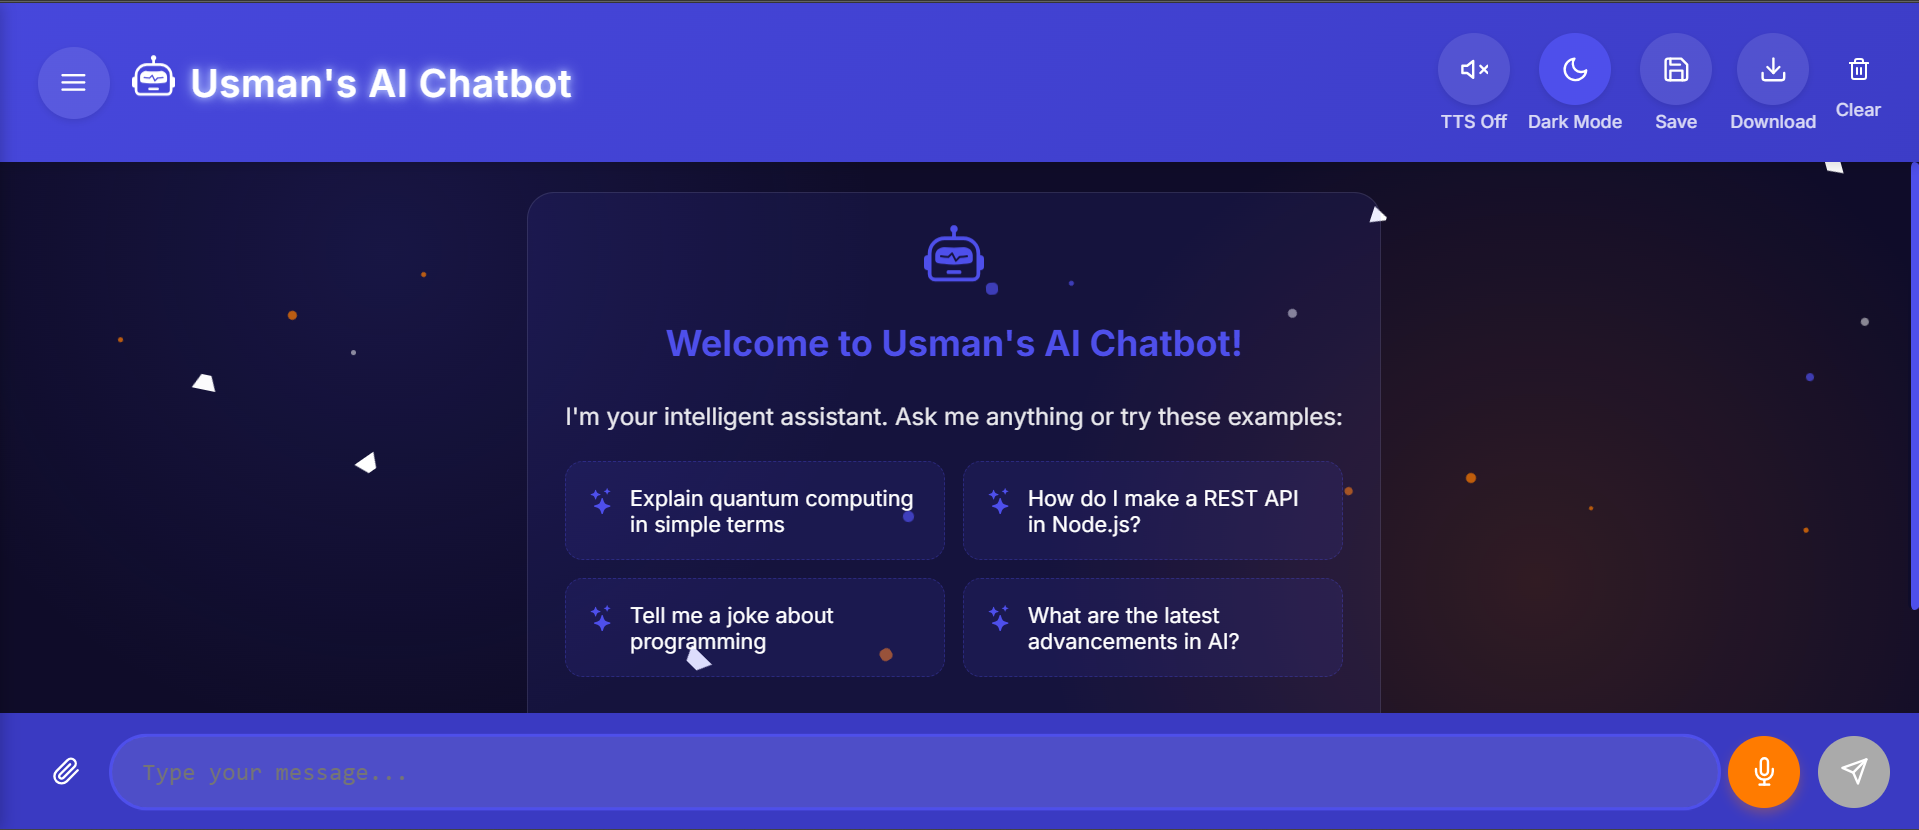 Usman's AI Chatbot
TTS Off
Dark Mode
Save
Download
Clear
Welcome to Usman's AI Chatbot!
I'm your intelligent assistant. Ask me anything or try these examples:
Explain quantum computing
in simple terms
How do I make a REST API
in Node.js?
Tell me a joke about
programming
What are the latest
advancements in AI?
Type your message...